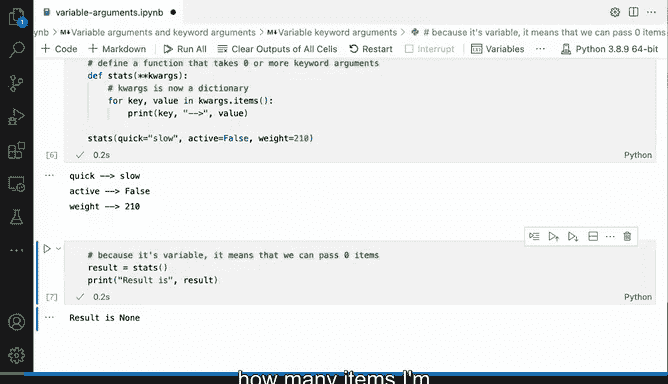 variable-arguments.ipynb
ynb > M↓Variable arguments and keyword arguments > M↓Variable keyword arguments > # because it's variable, it means that we can pass 0 items
+ Code + Markdown Run All Clear Outputs of All Cells Restart Interrupt Variables ... Python 3.8.9 64-bit
# define a function that takes 0 or more keyword arguments
def stats(**kwargs):
# kwargs is now a dictionary
for key, value in kwargs.items():
print(key, "-->", value)
stats(quick="slow", active=False, weight=210)
[6] ✓ 0.2s Python
quick --> slow
active --> False
weight --> 210
# because it's variable, it means that we can pass 0 items
result = stats()
print("Result is", result)
[7] ✓ 0.2s Python
Result is None
how many items I'm